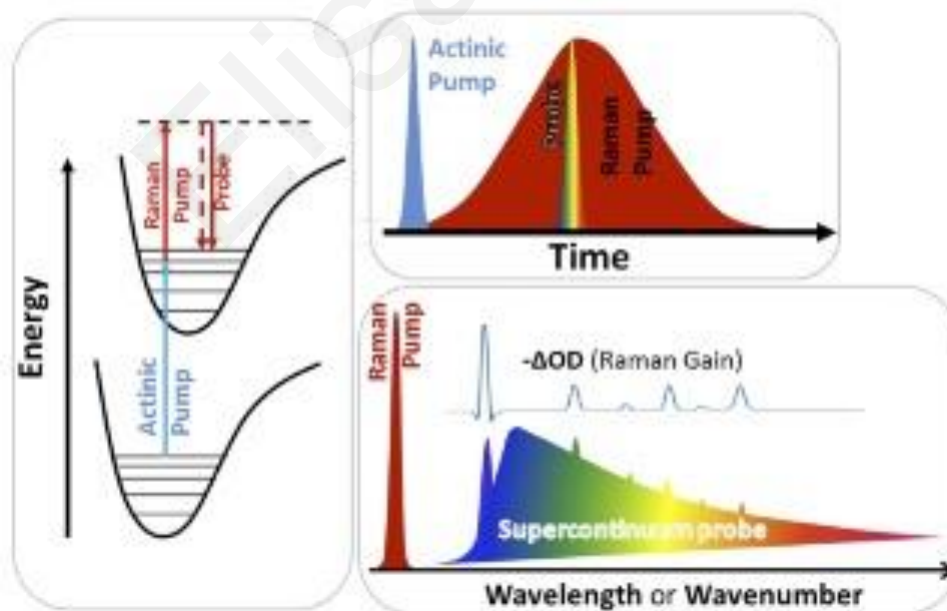 Energy
Raman
Pump
Probe
Actinic
Pump
Actinic
Pump
Probe
Raman
Pump
Time
Raman
Pump
-ΔOD (Raman Gain)
Supercontinuum probe
Wavelength or Wavenumber